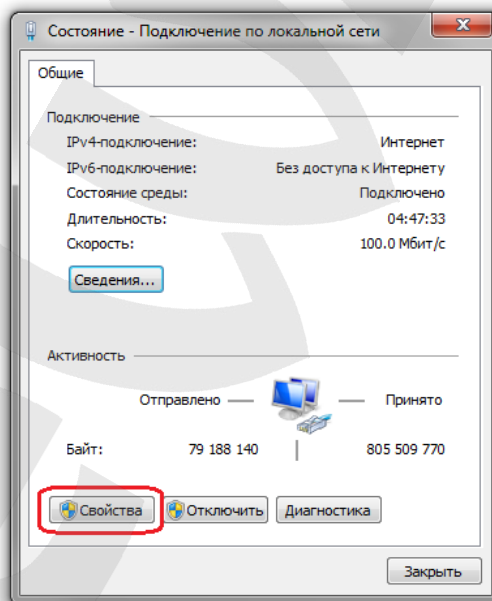 Состояние - Подключение по локальной сети
Общие
Подключение
IPv4-подключение: Интернет
IPv6-подключение: Без доступа к Интернету
Состояние среды: Подключено
Длительность: 04:47:33
Скорость: 100.0 Мбит/с
Сведения...
Активность
Отправлено Принято
Байт: 79 188 140 805 509 770
Свойства Отключить Диагностика
Закрыть